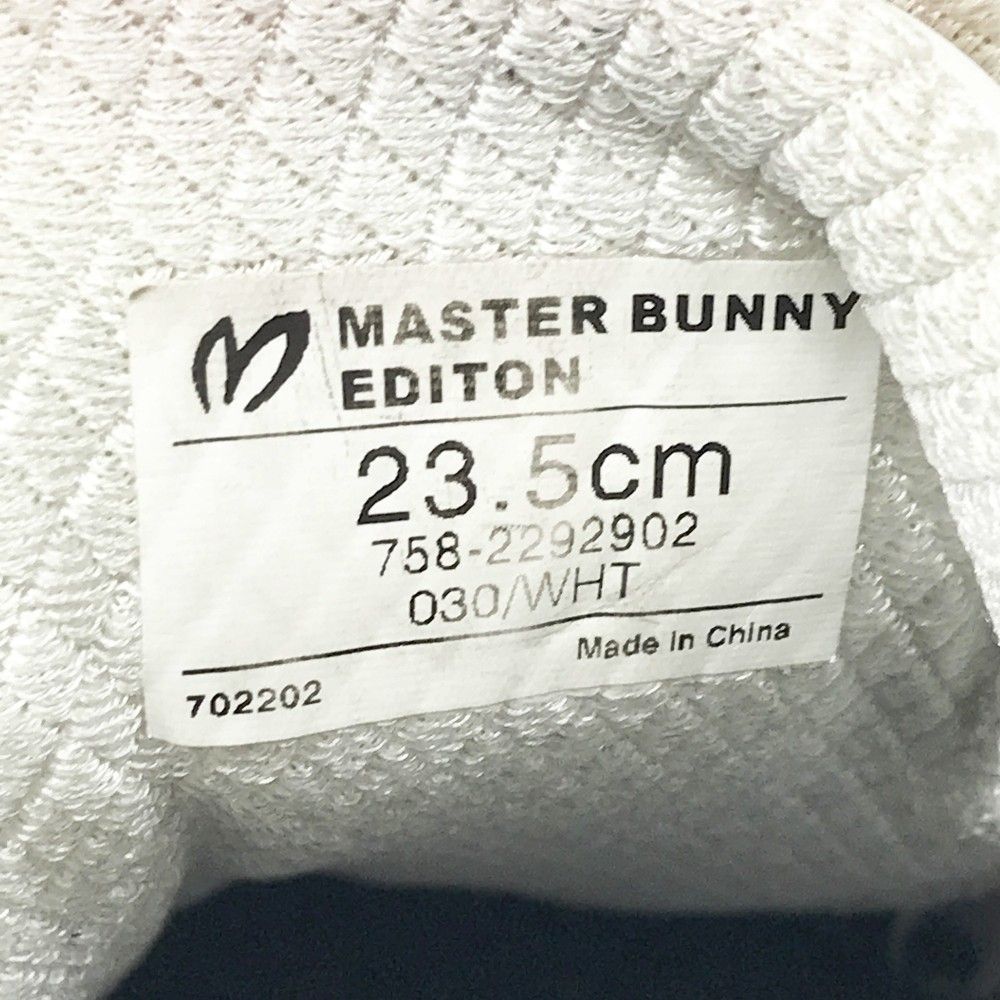 MASTER BUNNY
EDITON
23.5cm
758-2292902
030/WHT
Made in China
702202